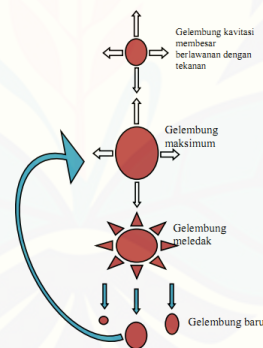 Gelembung kavitasi
membesar
berlawanan dengan
tekanan
Gelembung
maksimum
Gelembung
meledak
Gelembung baru